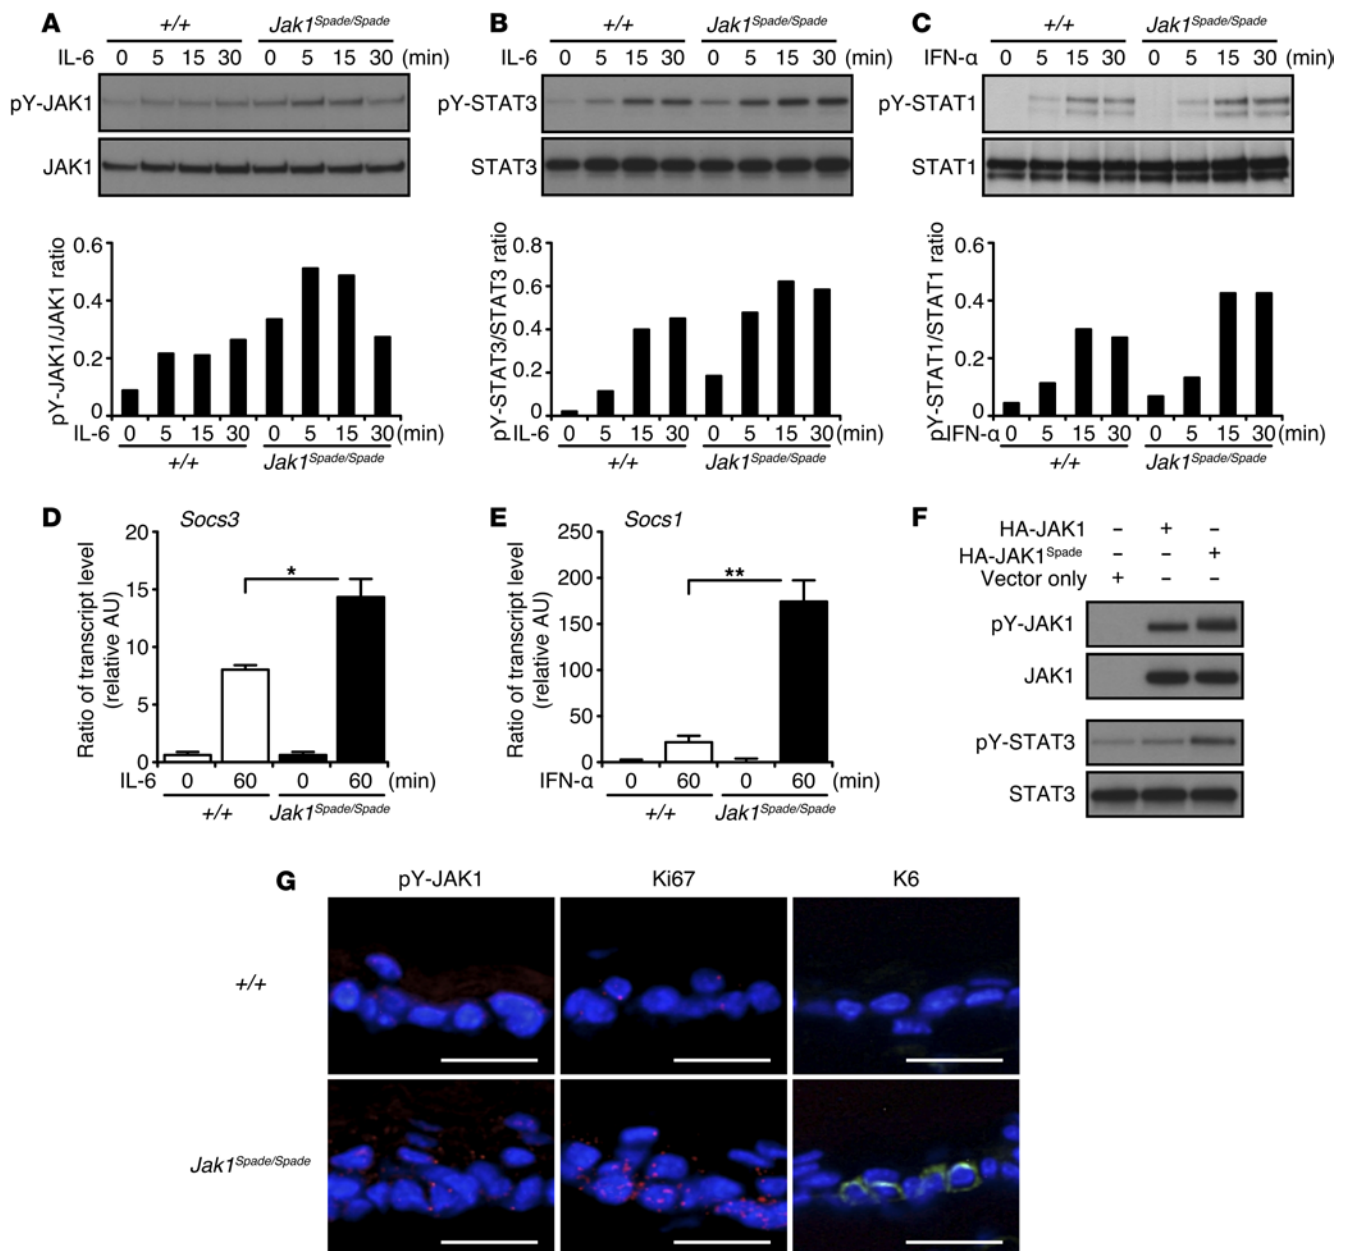 A
+/+ Jak1Spade/Spade
IL-6 0 5 15 30 0 5 15 30 (min)
pY-JAK1
JAK1
pY-JAK1/JAK1 ratio
0.6
0.4
0.2
0
IL-6 0 5 15 30 0 5 15 30 (min)
+/+ Jak1Spade/Spade
B
+/+ Jak1Spade/Spade
IL-6 0 5 15 30 0 5 15 30 (min)
pY-STAT3
STAT3
pY-STAT3/STAT3 ratio
0.8
0.6
0.4
0.2
0
IL-6 0 5 15 30 0 5 15 30 (min)
+/+ Jak1Spade/Spade
C
+/+ Jak1Spade/Spade
IFN-α 0 5 15 30 0 5 15 30 (min)
pY-STAT1
STAT1
pY-STAT1/STAT1 ratio
0.6
0.4
0.2
0
IFN-α 0 5 15 30 0 5 15 30 (min)
+/+ Jak1Spade/Spade
D
Socs3
Ratio of transcript level
(relative AU)
20
15
10
5
0
*
IL-6 0 60 0 60 (min)
+/+ Jak1Spade/Spade
E
Socs1
Ratio of transcript level
(relative AU)
250
200
150
100
50
0
**
IFN-α 0 60 0 60 (min)
+/+ Jak1Spade/Spade
F
HA-JAK1 – + –
HA-JAK1Spade – – +
Vector only + – –
pY-JAK1
JAK1
pY-STAT3
STAT3
G
pY-JAK1 Ki67 K6
+/+
Jak1Spade/Spade